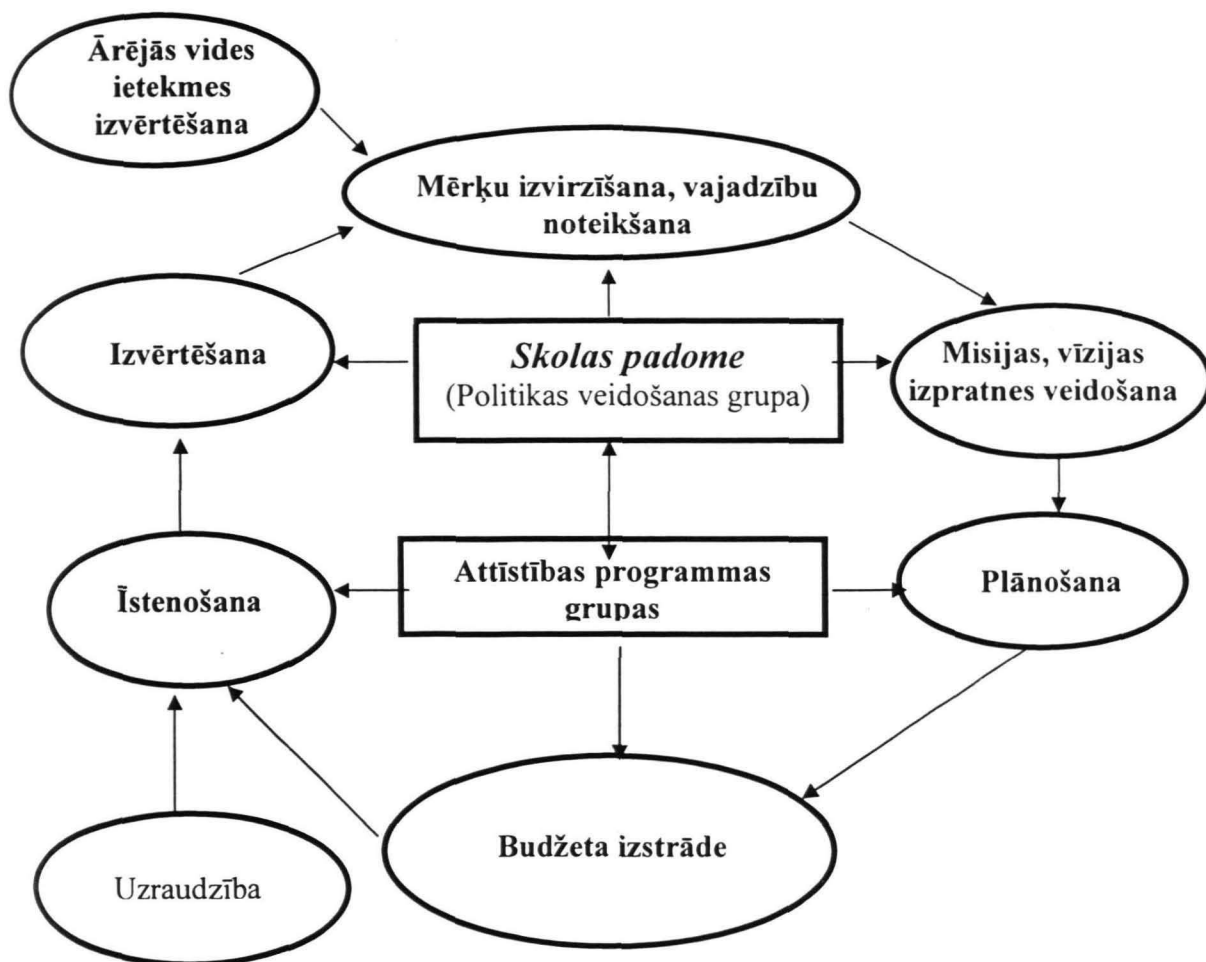 Ārējās vides
ietekmes
izvērtēšana
Mērķu izvirzīšana, vajadzību
noteikšana
Izvērtēšana
Skolas padome
(Politikas veidošanas grupa)
Misijas, vīzijas
izpratnes veidošana
Īstenošana
Attīstības programmas
grupas
Plānošana
Budžeta izstrāde
Uzraudzība